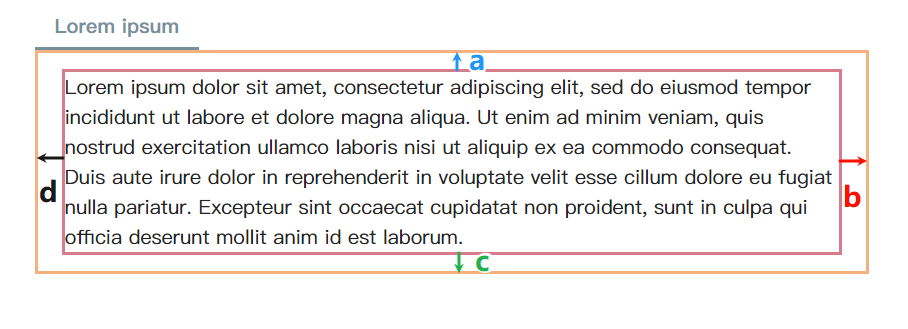 Lorem ipsum
a
Lorem ipsum dolor sit amet, consectetur adipiscing elit, sed do eiusmod tempor
incididunt ut labore et dolore magna aliqua. Ut enim ad minim veniam, quis
nostrud exercitation ullamco laboris nisi ut aliquip ex ea commodo consequat.
Duis aute irure dolor in reprehenderit in voluptate velit esse cillum dolore eu fugiat
d
b
nulla pariatur. Excepteur sint occaecat cupidatat non proident, sunt in culpa qui
officia deserunt mollit anim id est laborum.
c